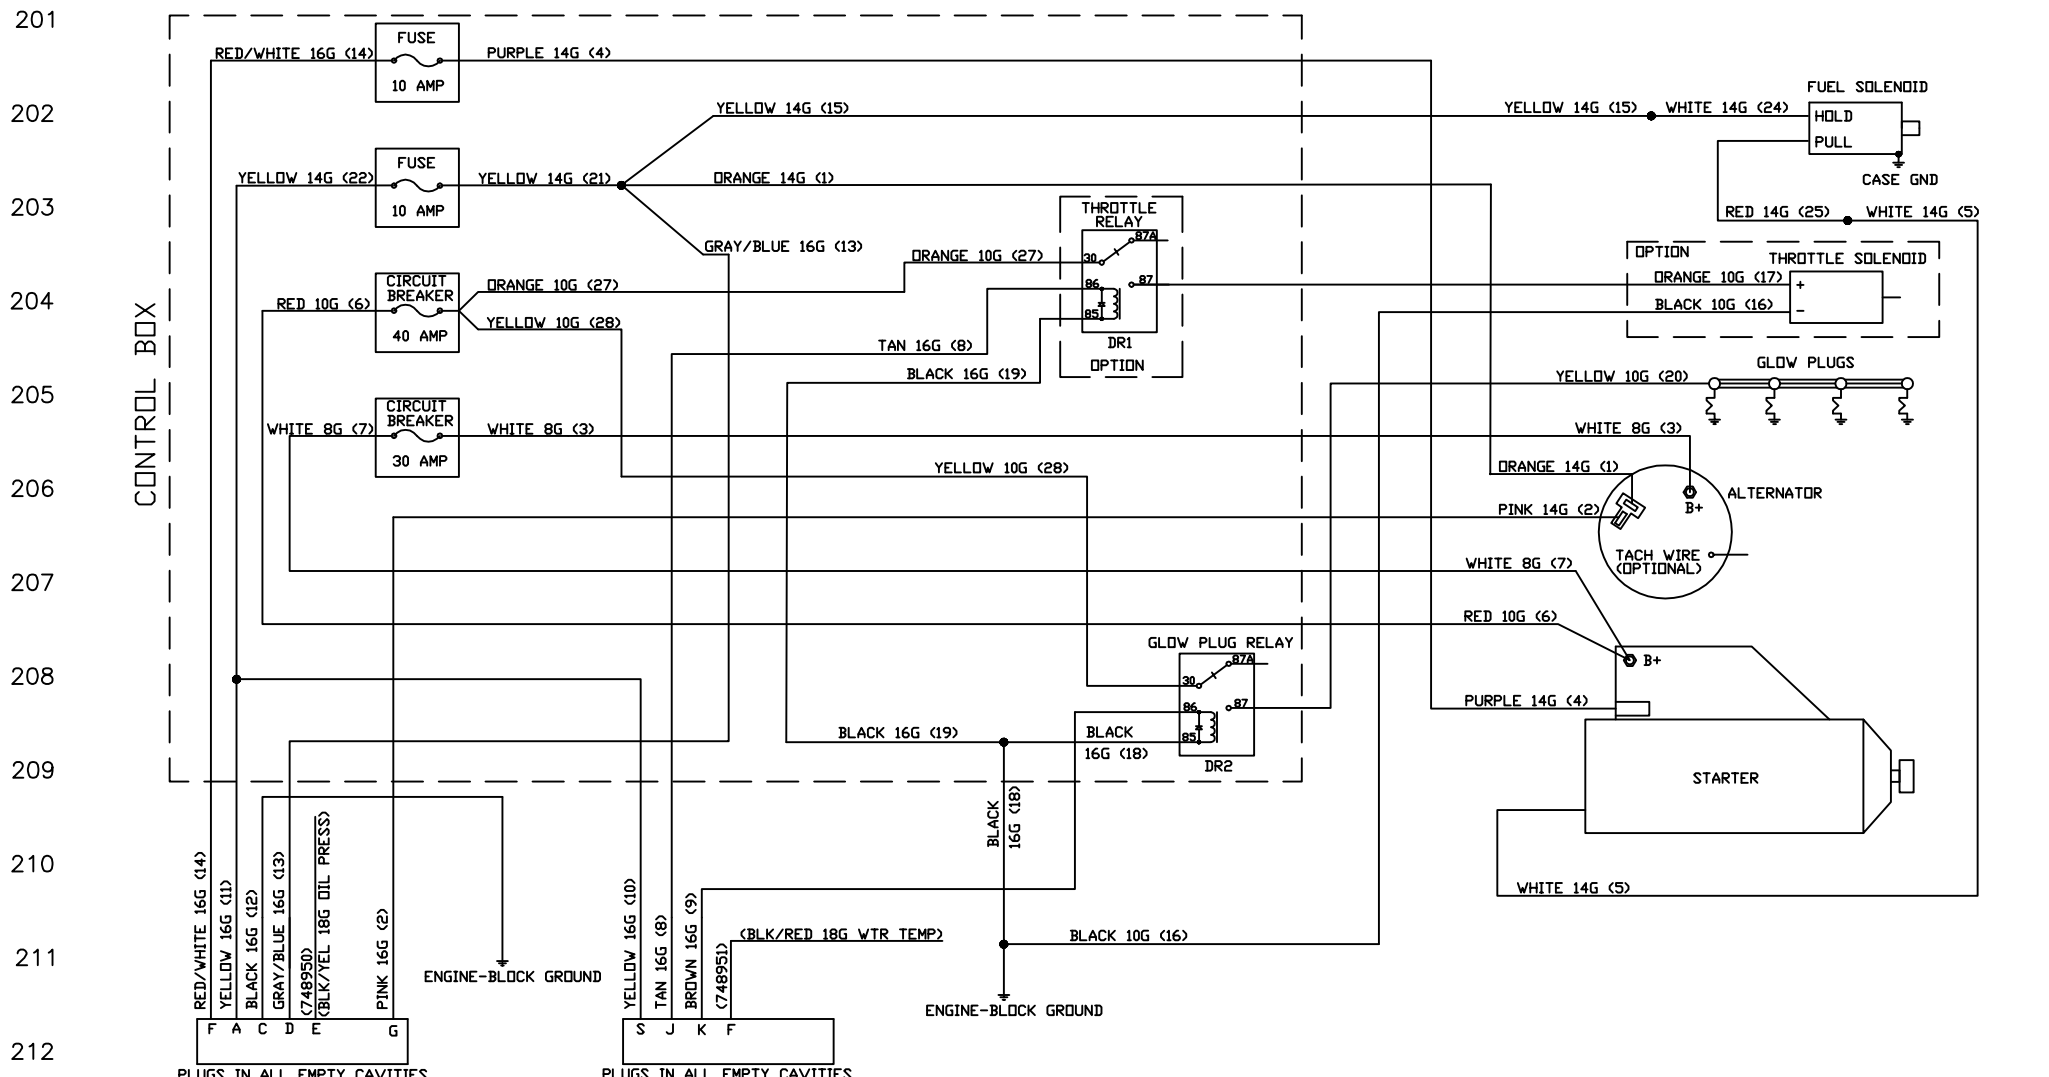 201
202
203
204
205
206
207
208
209
210
211
212
CONTROL BOX
FUSE
RED/WHITE 16G (14)
PURPLE 14G (4)
10 AMP
YELLOW 14G (15)
YELLOW 14G (15)
WHITE 14G (24)
FUEL SOLENOID
HOLD
PULL
CASE GND
FUSE
YELLOW 14G (22)
YELLOW 14G (21)
ORANGE 14G (1)
10 AMP
RED 14G (25)
WHITE 14G (5)
THROTTLE
RELAY
87A
30
86
87
85
DR1
OPTION
GRAY/BLUE 16G (13)
ORANGE 10G (27)
OPTION
THROTTLE SOLENOID
ORANGE 10G (17)
+
BLACK 10G (16)
-
CIRCUIT
BREAKER
RED 10G (6)
ORANGE 10G (27)
YELLOW 10G (28)
40 AMP
TAN 16G (8)
BLACK 16G (19)
GLOW PLUGS
YELLOW 10G (20)
CIRCUIT
BREAKER
WHITE 8G (7)
WHITE 8G (3)
WHITE 8G (3)
30 AMP
YELLOW 10G (28)
ORANGE 14G (1)
ALTERNATOR
B+
PINK 14G (2)
TACH WIRE
(OPTIONAL)
WHITE 8G (7)
RED 10G (6)
GLOW PLUG RELAY
87A
30
86
87
85
DR2
B+
PURPLE 14G (4)
BLACK 16G (19)
BLACK
16G (18)
STARTER
BLACK
16G (18)
WHITE 14G (5)
RED/WHITE 16G (14)
YELLOW 16G (11)
BLACK 16G (12)
GRAY/BLUE 16G (13)
(748950)
(BLK/YEL 18G OIL PRESS)
PINK 16G (2)
ENGINE-BLOCK GROUND
YELLOW 16G (10)
TAN 16G (8)
BROWN 16G (9)
(748951)
(BLK/RED 18G WTR TEMP)
BLACK 10G (16)
ENGINE-BLOCK GROUND
F A C D E G
S J K F
PLUGS IN ALL EMPTY CAVITIES
PLUGS IN ALL EMPTY CAVITIES